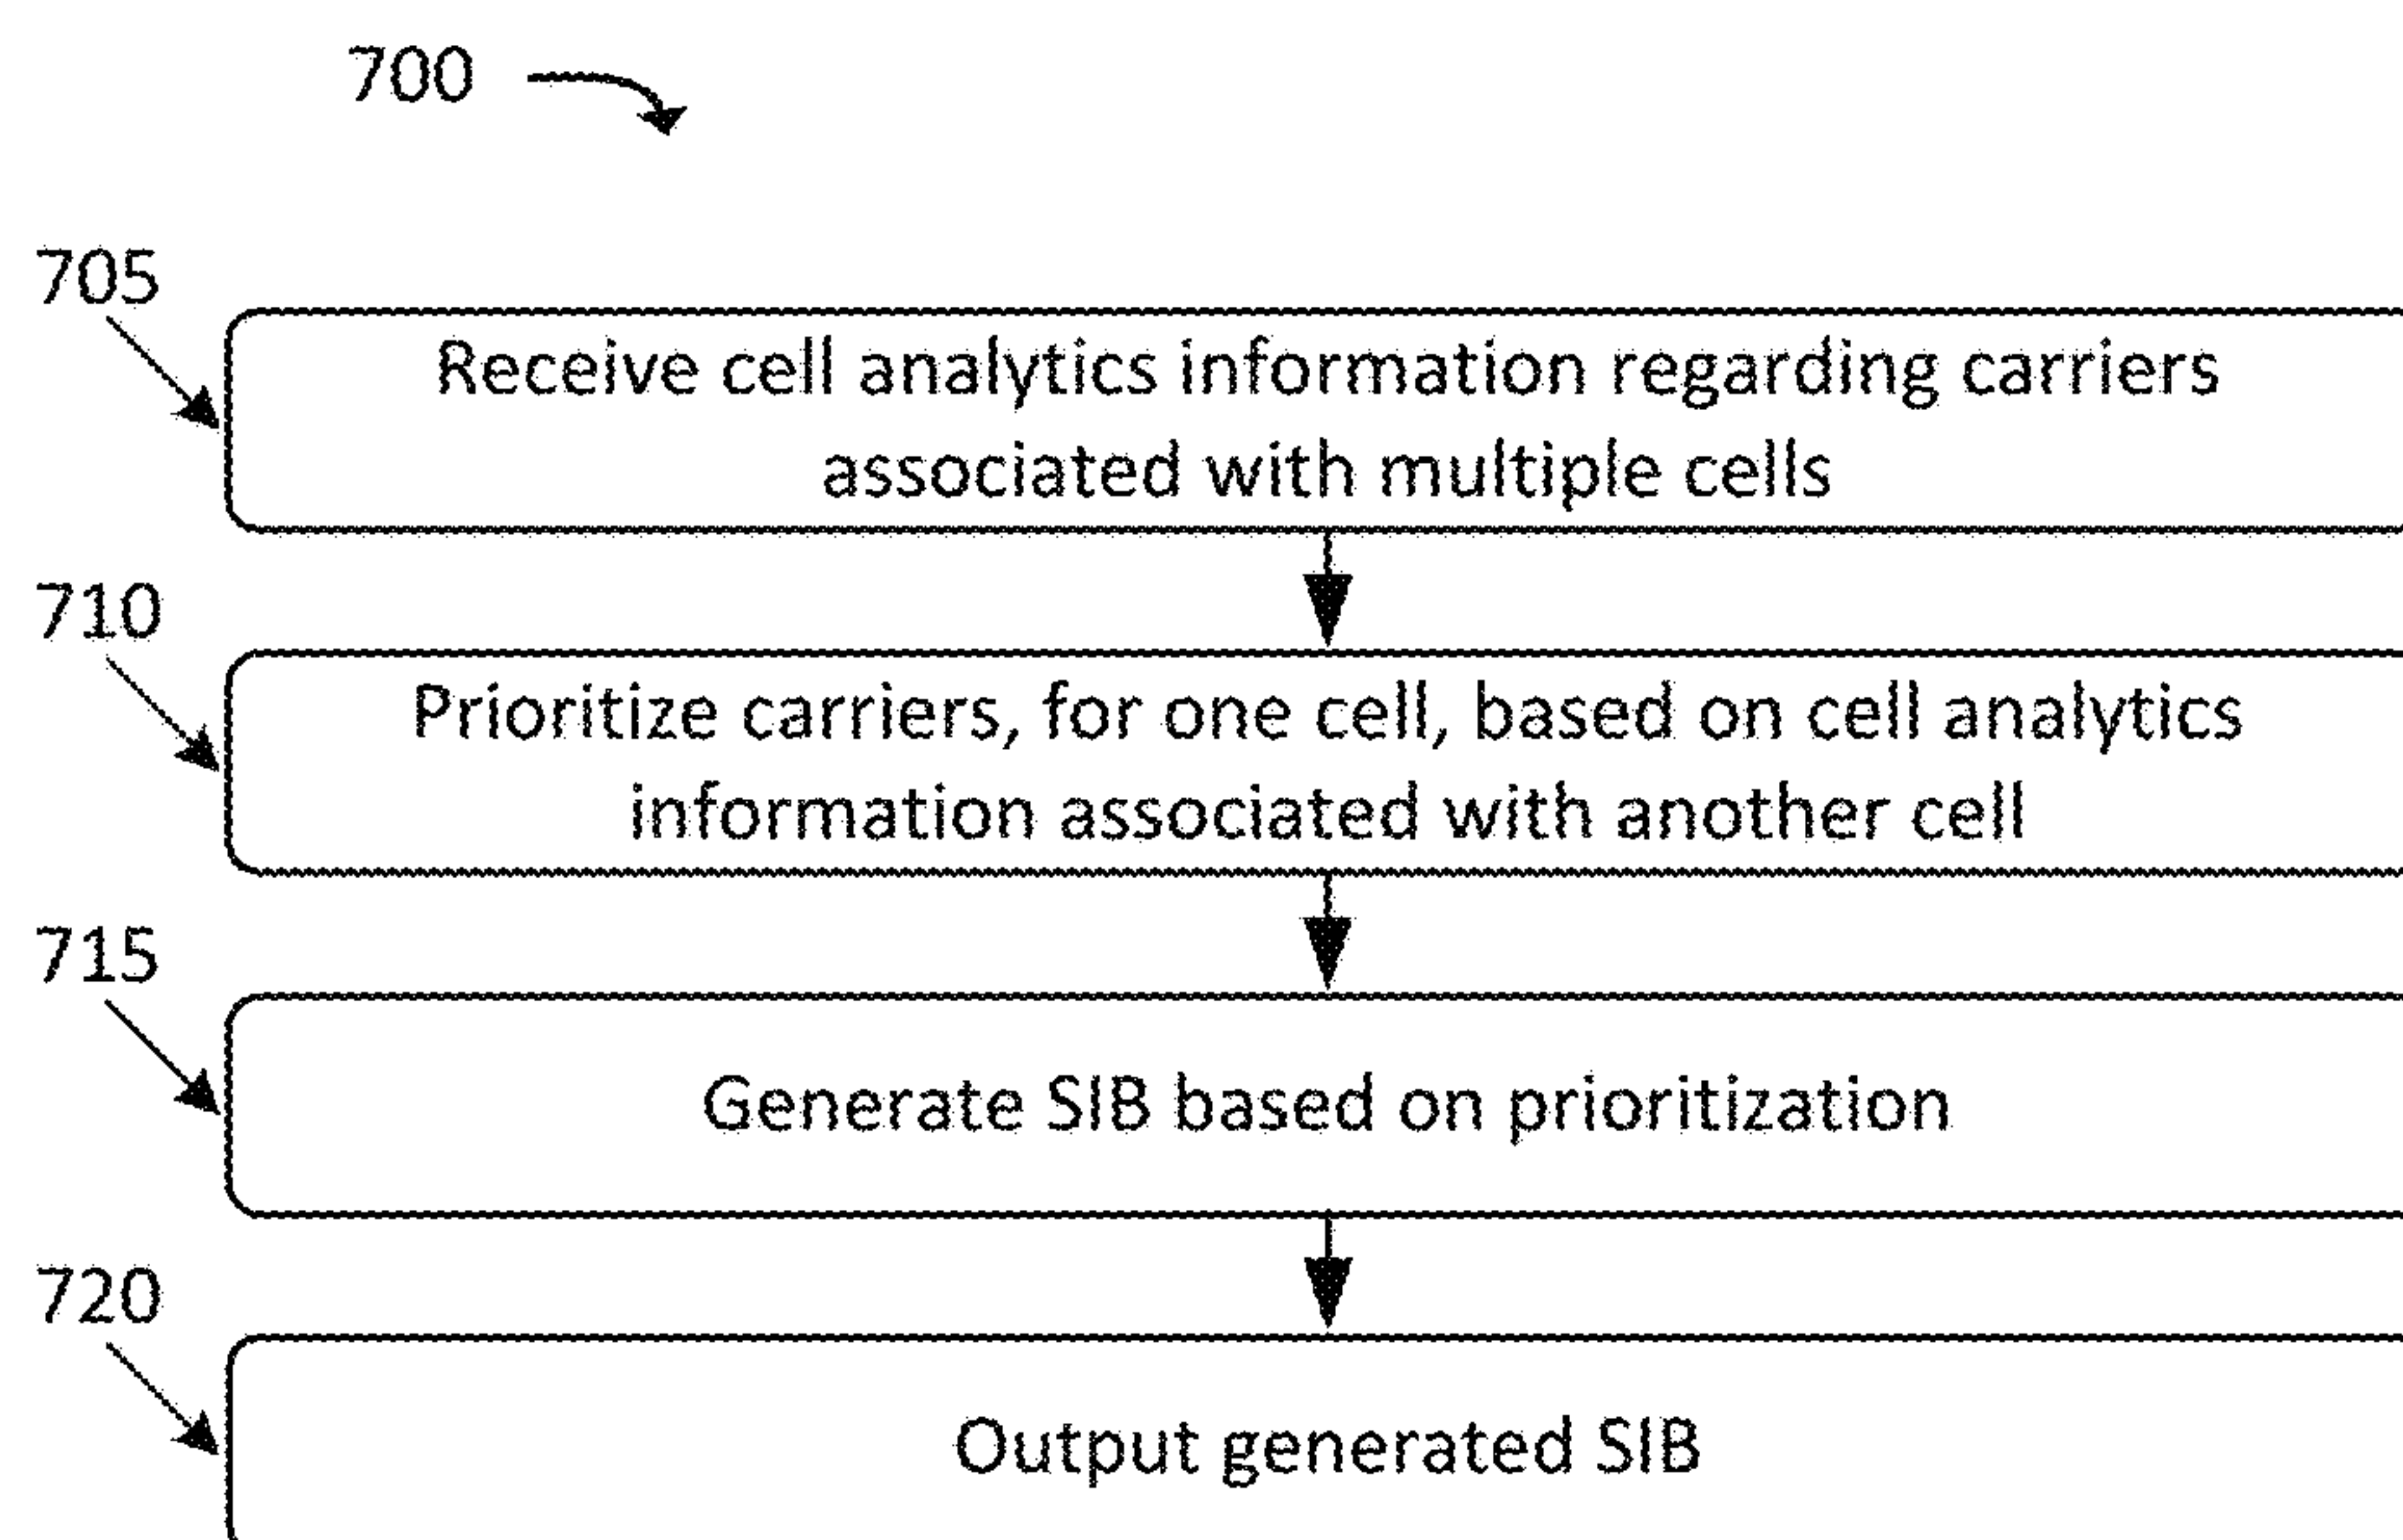 700
705
Receive cell analytics information regarding carriers
associated with multiple cells
710
Prioritize carriers, for one cell, based on cell analytics
information associated with another cell
715
Generate SIB based on prioritization
720
Output generated SIB